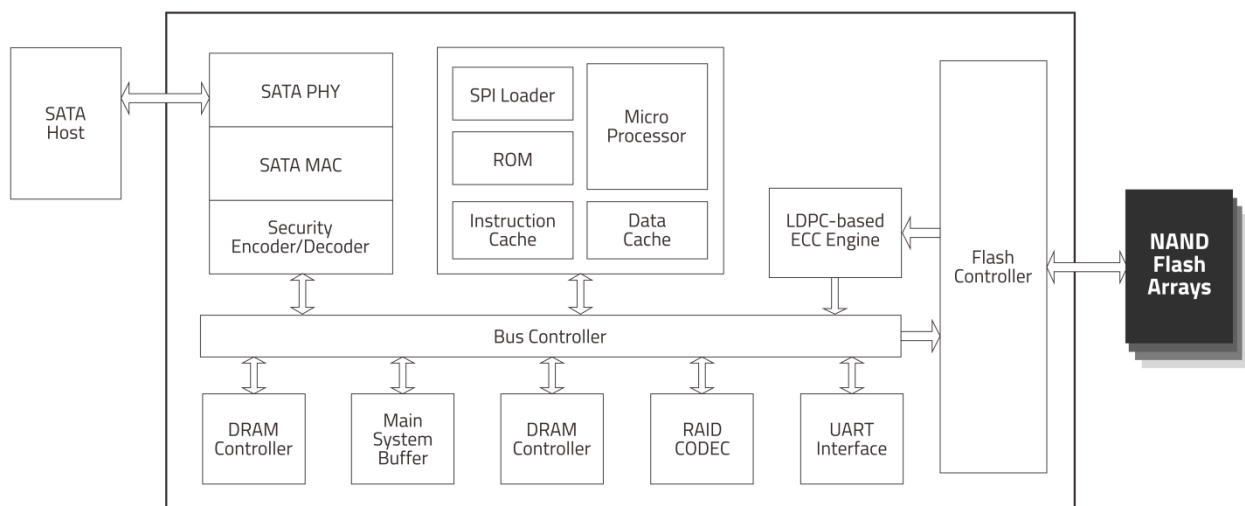 SATA
Host
SATA PHY
SATA MAC
Security
Encoder/Decoder
SPI Loader
ROM
Instruction
Cache
Micro
Processor
Data
Cache
LDPC-based
ECC Engine
Flash
Controller
NAND
Flash
Arrays
Bus Controller
DRAM
Controller
Main
System
Buffer
DRAM
Controller
RAID
CODEC
UART
Interface